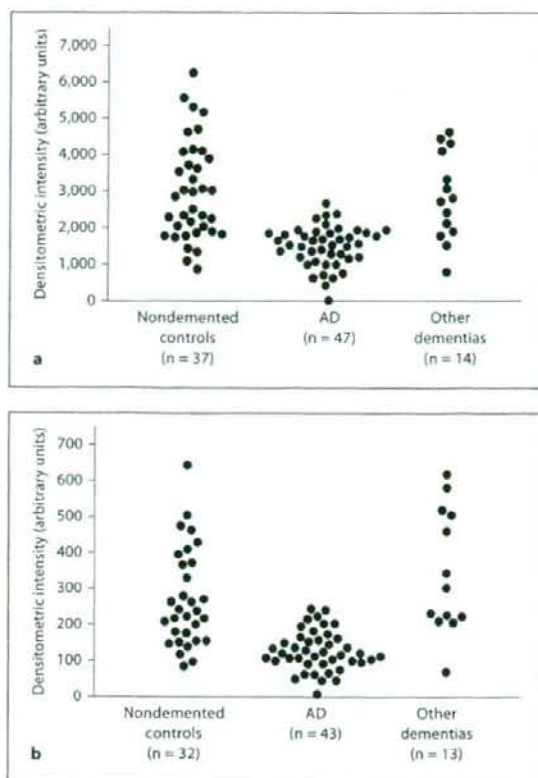 Densitometric intensity (arbitrary units)
7,000
6,000
5,000
4,000
3,000
2,000
1,000
0
Nondemented AD Other
controls (n = 47) dementias
a (n = 37) (n = 14)
Densitometric intensity (arbitrary units)
700
600
500
400
300
200
100
0
Nondemented AD Other
controls (n = 43) dementias
b (n = 32) (n = 13)